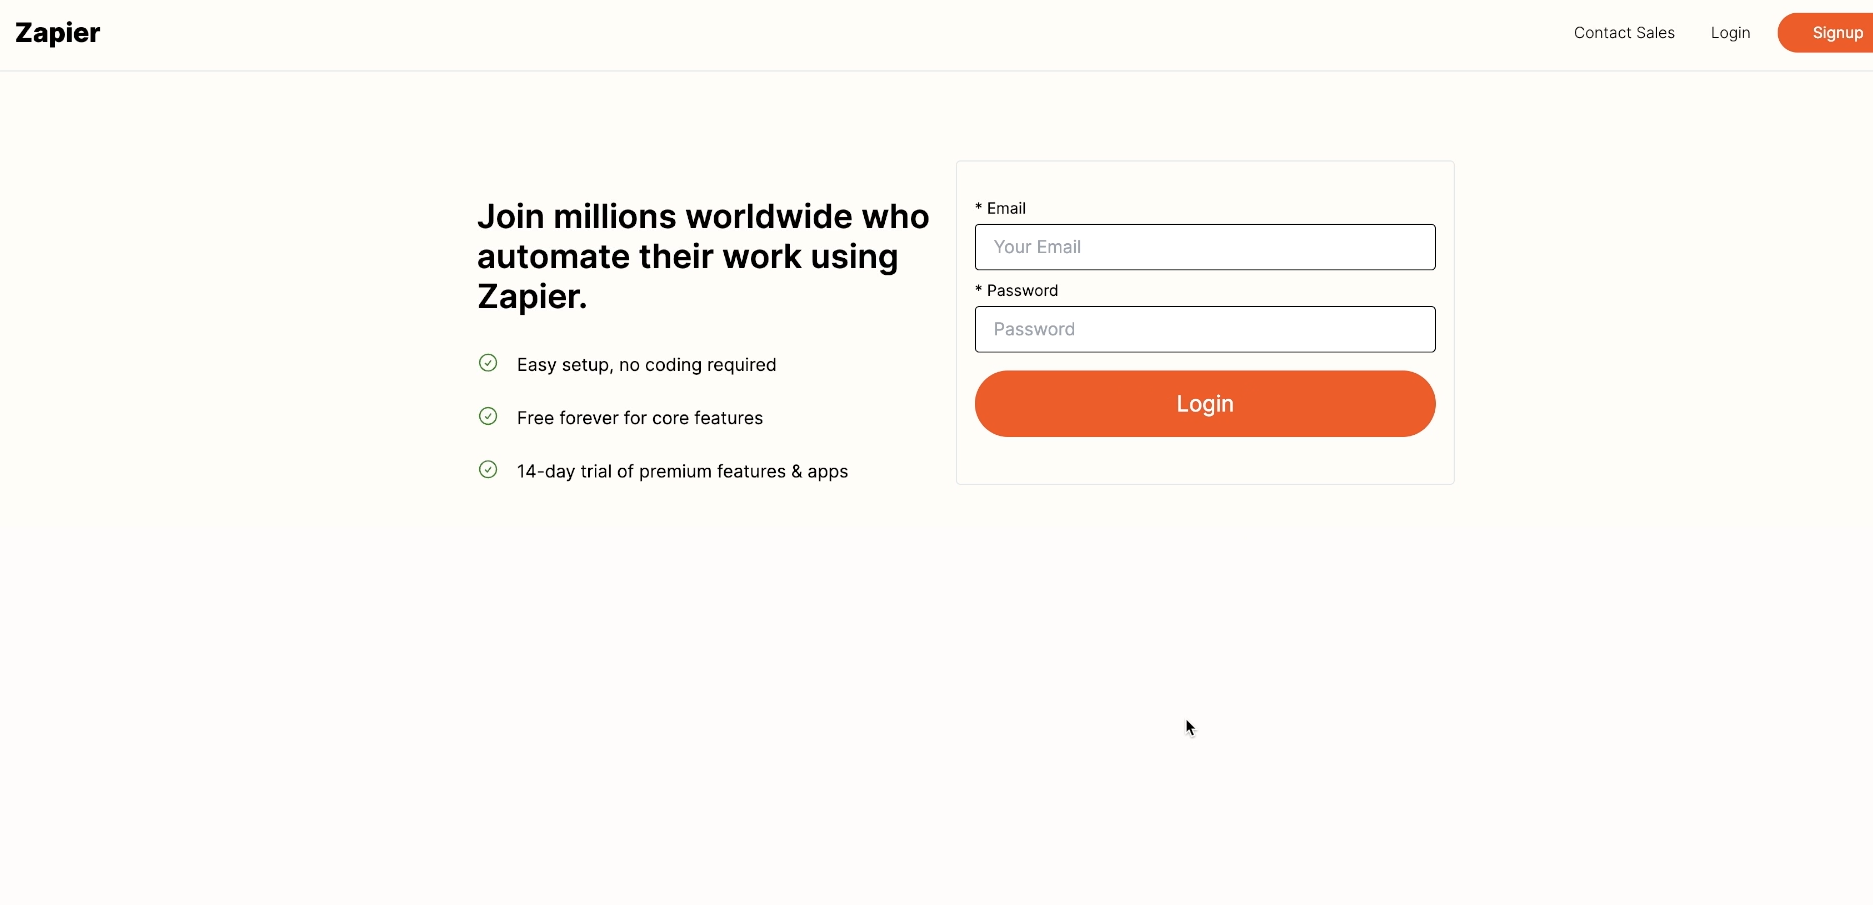 Zapier
Contact Sales
Login
Signup
Join millions worldwide who
automate their work using
Zapier.
Easy setup, no coding required
Free forever for core features
14-day trial of premium features & apps
* Email
Your Email
* Password
Password
Login